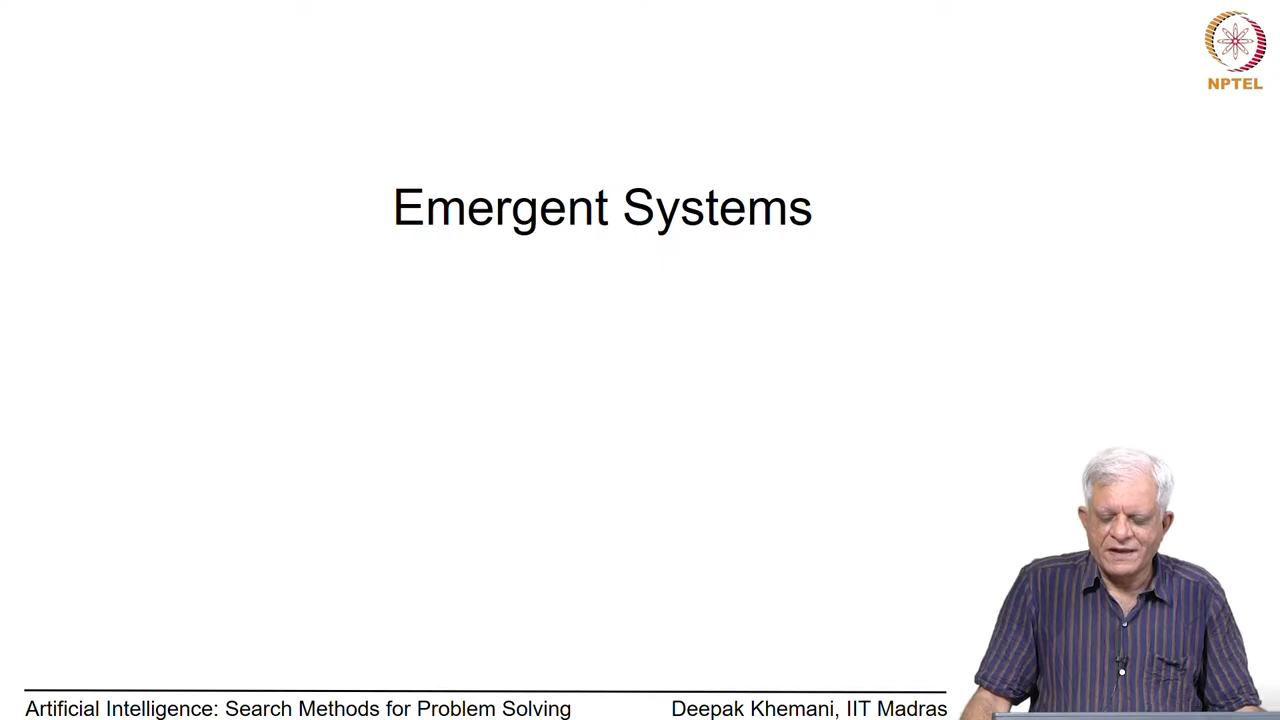 NPTEL
Emergent Systems
Artificial Intelligence: Search Methods for Problem Solving
Deepak Khemani, IIT Madras